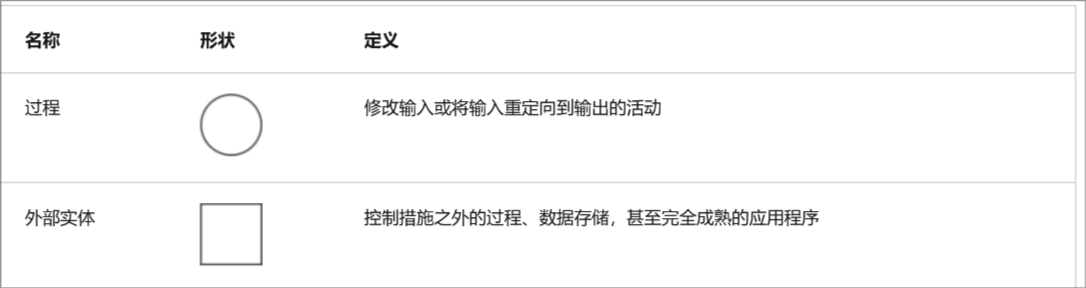 名称 形状 定义
过程 修改输入或将输入重定向到输出的活动
外部实体 控制措施之外的过程、数据存储，甚至完全成熟的应用程序